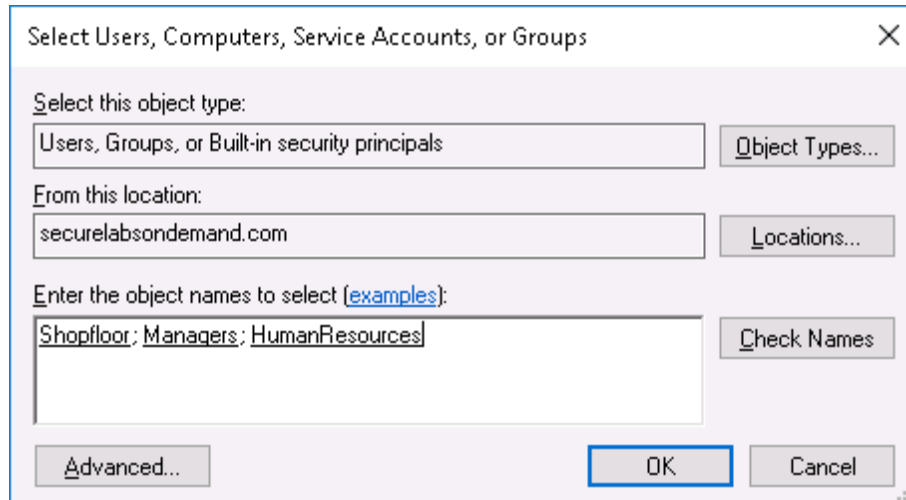 Select Users, Computers, Service Accounts, or Groups
Select this object type:
Users, Groups, or Built-in security principals
Object Types...
From this location:
securelabsondemand.com
Locations...
Enter the object names to select (examples):
Shopfloor; Managers; HumanResources
Check Names
Advanced...
OK
Cancel